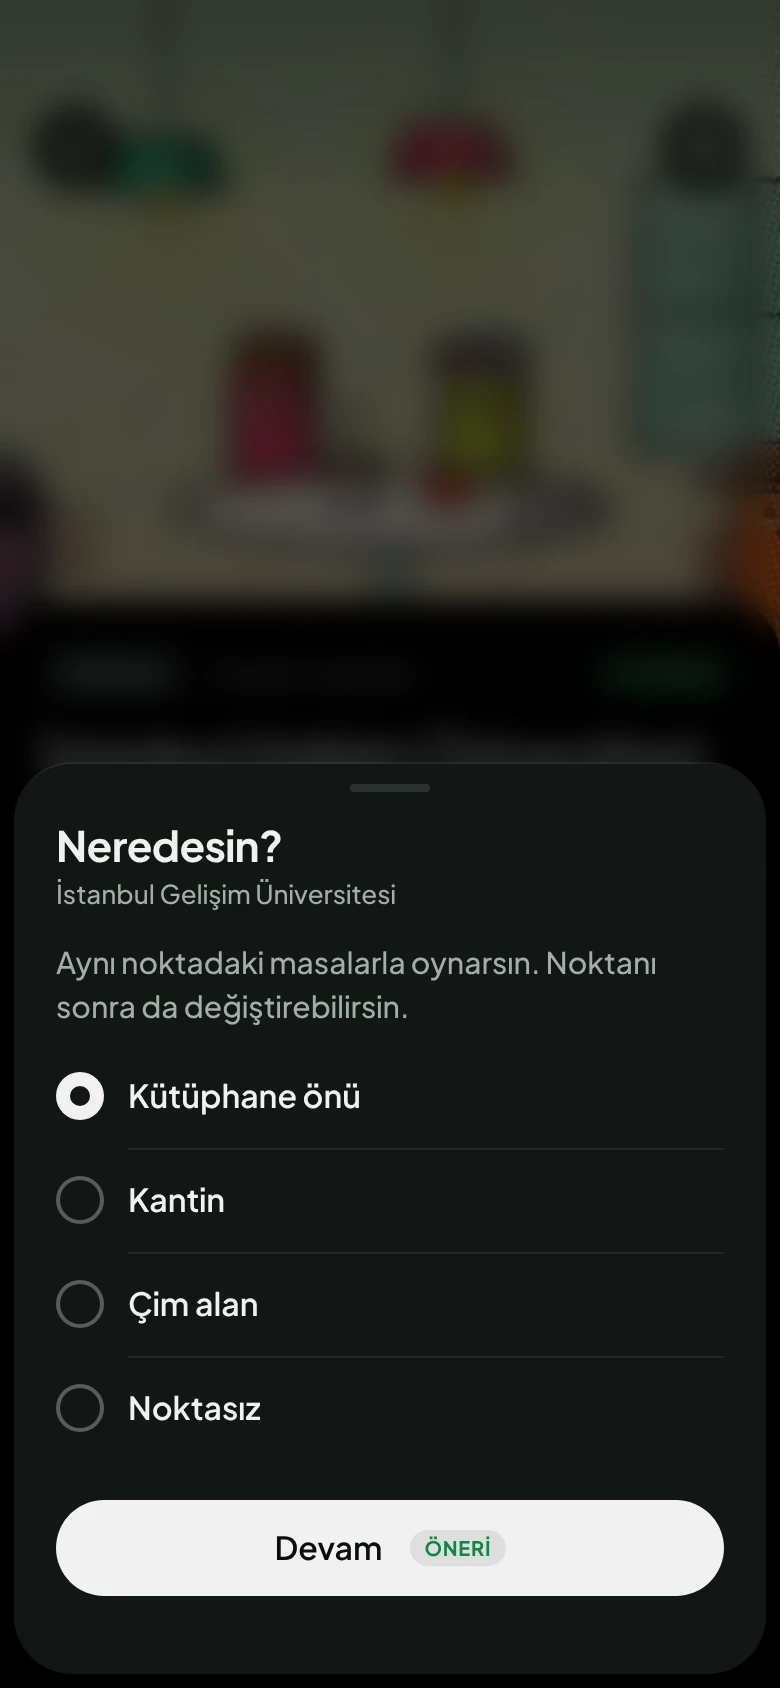 Neredesin?
İstanbul Gelişim Üniversitesi
Aynı noktadaki masalarla oynarsın. Noktanı
sonra da değiştirebilirsin.
Kütüphane önü
Kantin
Çim alan
Noktasız
Devam ÖNERİ